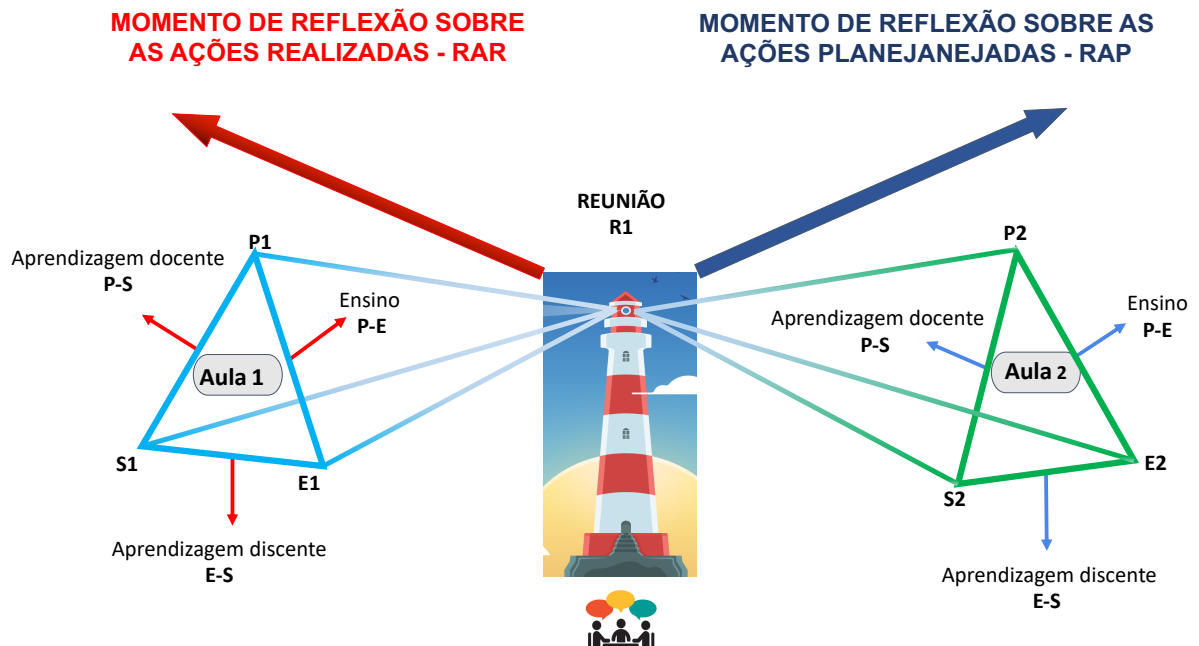 MOMENTO DE REFLEXÃO SOBRE
AS AÇÕES REALIZADAS - RAR
MOMENTO DE REFLEXÃO SOBRE AS
AÇÕES PLANEJANEJADAS - RAP
REUNIÃO
R1
P1
Aprendizagem docente
P-S
Ensino
P-E
Aula 1
S1
E1
Aprendizagem discente
E-S
P2
Aprendizagem docente
P-S
Ensino
P-E
Aula 2
S2
E2
Aprendizagem discente
E-S